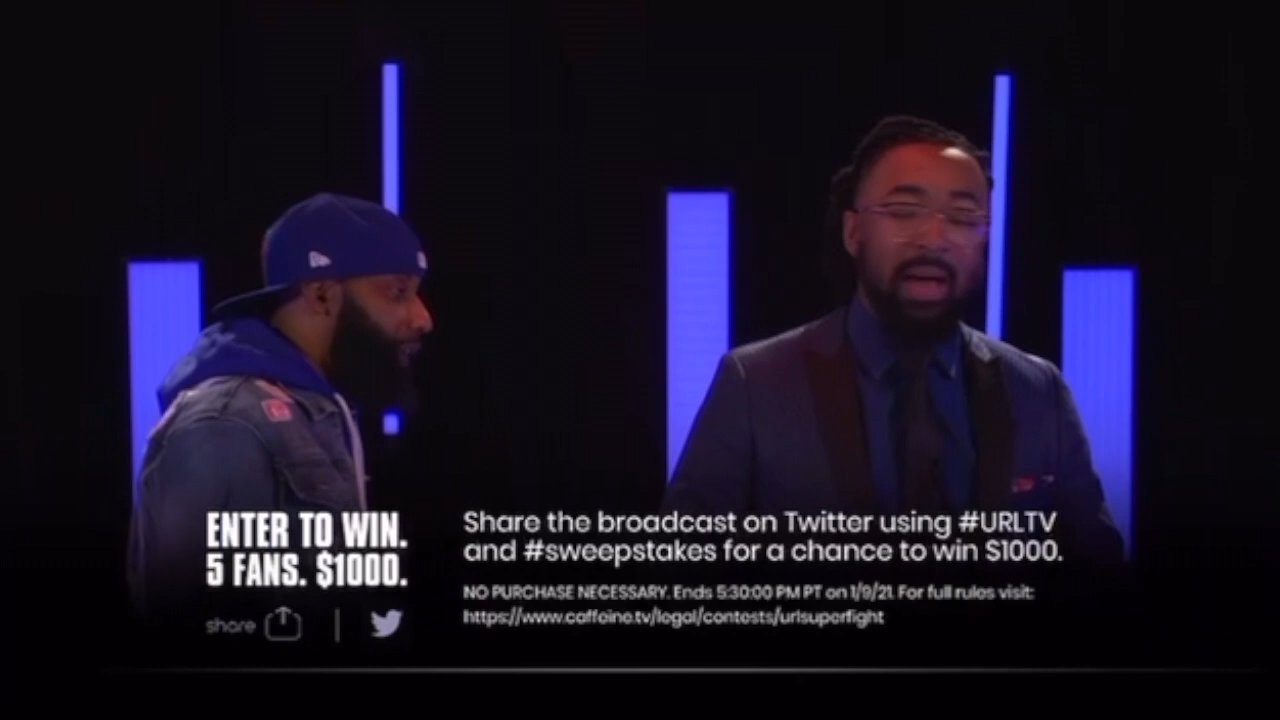 ENTER TO WIN.
5 FANS. $1000.
share
Share the broadcast on Twitter using #URLTV
and #sweepstakes for a chance to win $1000.
NO PURCHASE NECESSARY. Ends 5:30:00 PM PT on 1/9/21. For full rules visit:
https://www.caffeine.tv/legal/contests/urlsuperfight